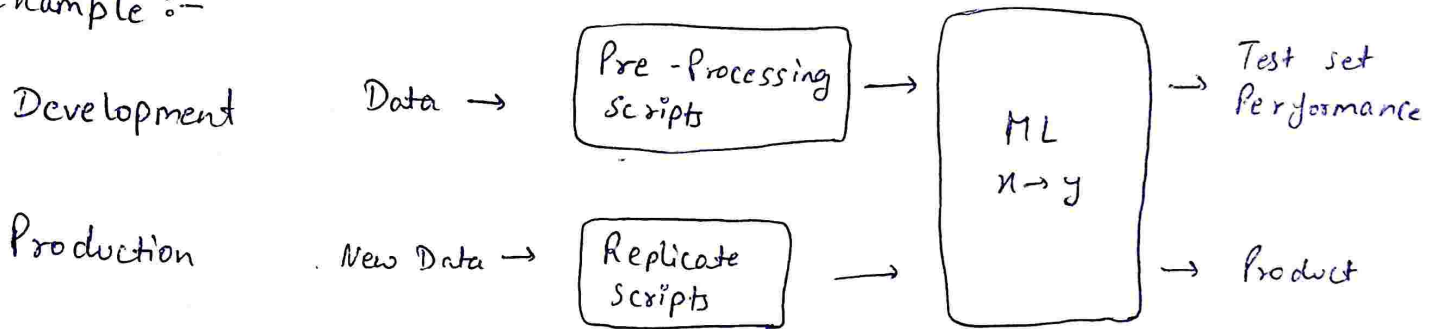 Example :-
Development Data → Pre-Processing Scripts → ML x→y → Test set Performance
Production . New Data → Replicate Scripts → → Product